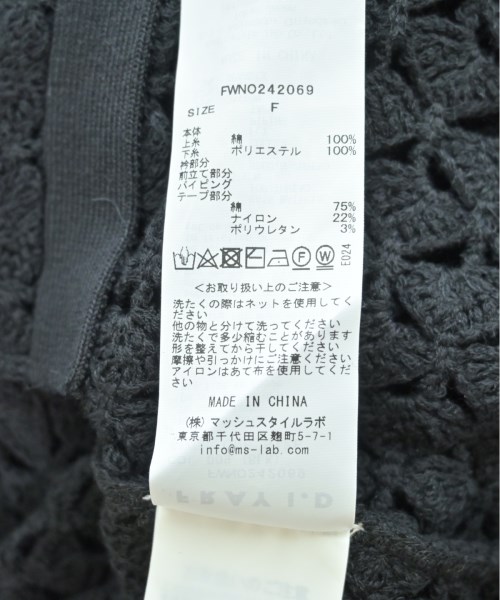 FWNO242069
SIZE F
本体
上糸 綿 100%
下糸 ポリエステル 100%
衿部分
前立て部分
パイピング
テープ部分
綿 75%
ナイロン 22%
ポリウレタン 3%
ED24
<お取り扱い上のご注意>
洗たくの際はネットを使用してくだ
さい
他の物と分けて洗ってください
洗たくで多少縮むことがあります
形を整えてから干してください
摩擦や引っかけにご注意ください
アイロンはあて布を使用してください
MADE IN CHINA
(株)マッシュスタイルラボ
東京都千代田区麹町5-7-1
info@ms-lab.com
FWNO242069
FRAY I.D